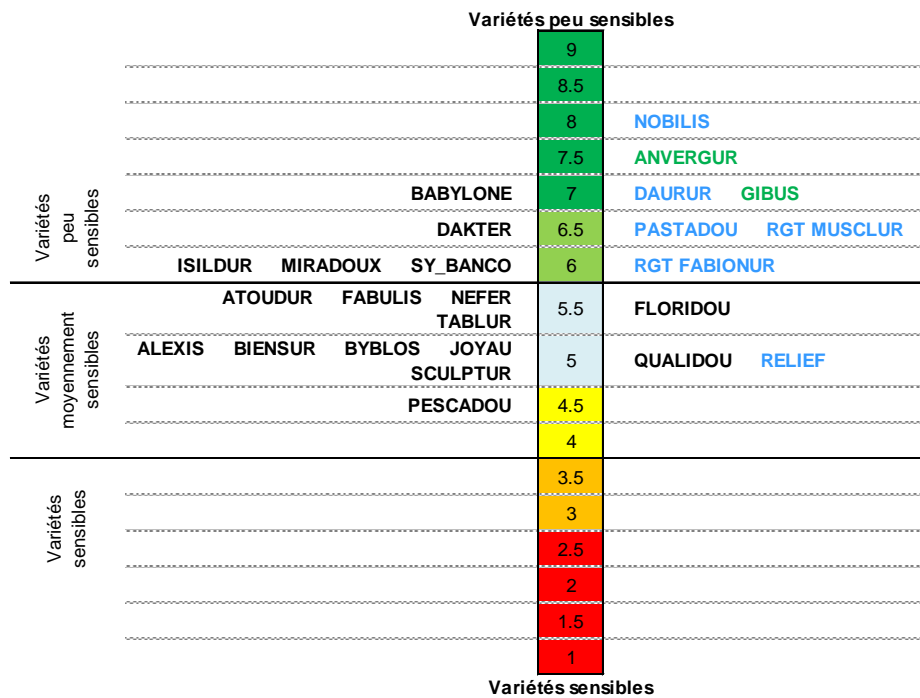 Variétés peu sensibles
9
8.5
8 NOBILIS
7.5 ANVERGUR
Variétés
peu
sensibles
BABYLONE 7 DAURUR GIBUS
DAKTER 6.5 PASTADOU RGT MUSCLUR
ISILDUR MIRADOUX SY_BANCO 6 RGT FABIONUR
Variétés
moyennement
sensibles
ATOUDUR FABULIS NEFER
TABLUR 5.5 FLORIDOU
ALEXIS BIENSUR BYBLOS JOYAU
SCULPTUR 5 QUALIDOU RELIEF
PESCADOU 4.5
4
Variétés
sensibles
3.5
3
2.5
2
1.5
1
Variétés sensibles